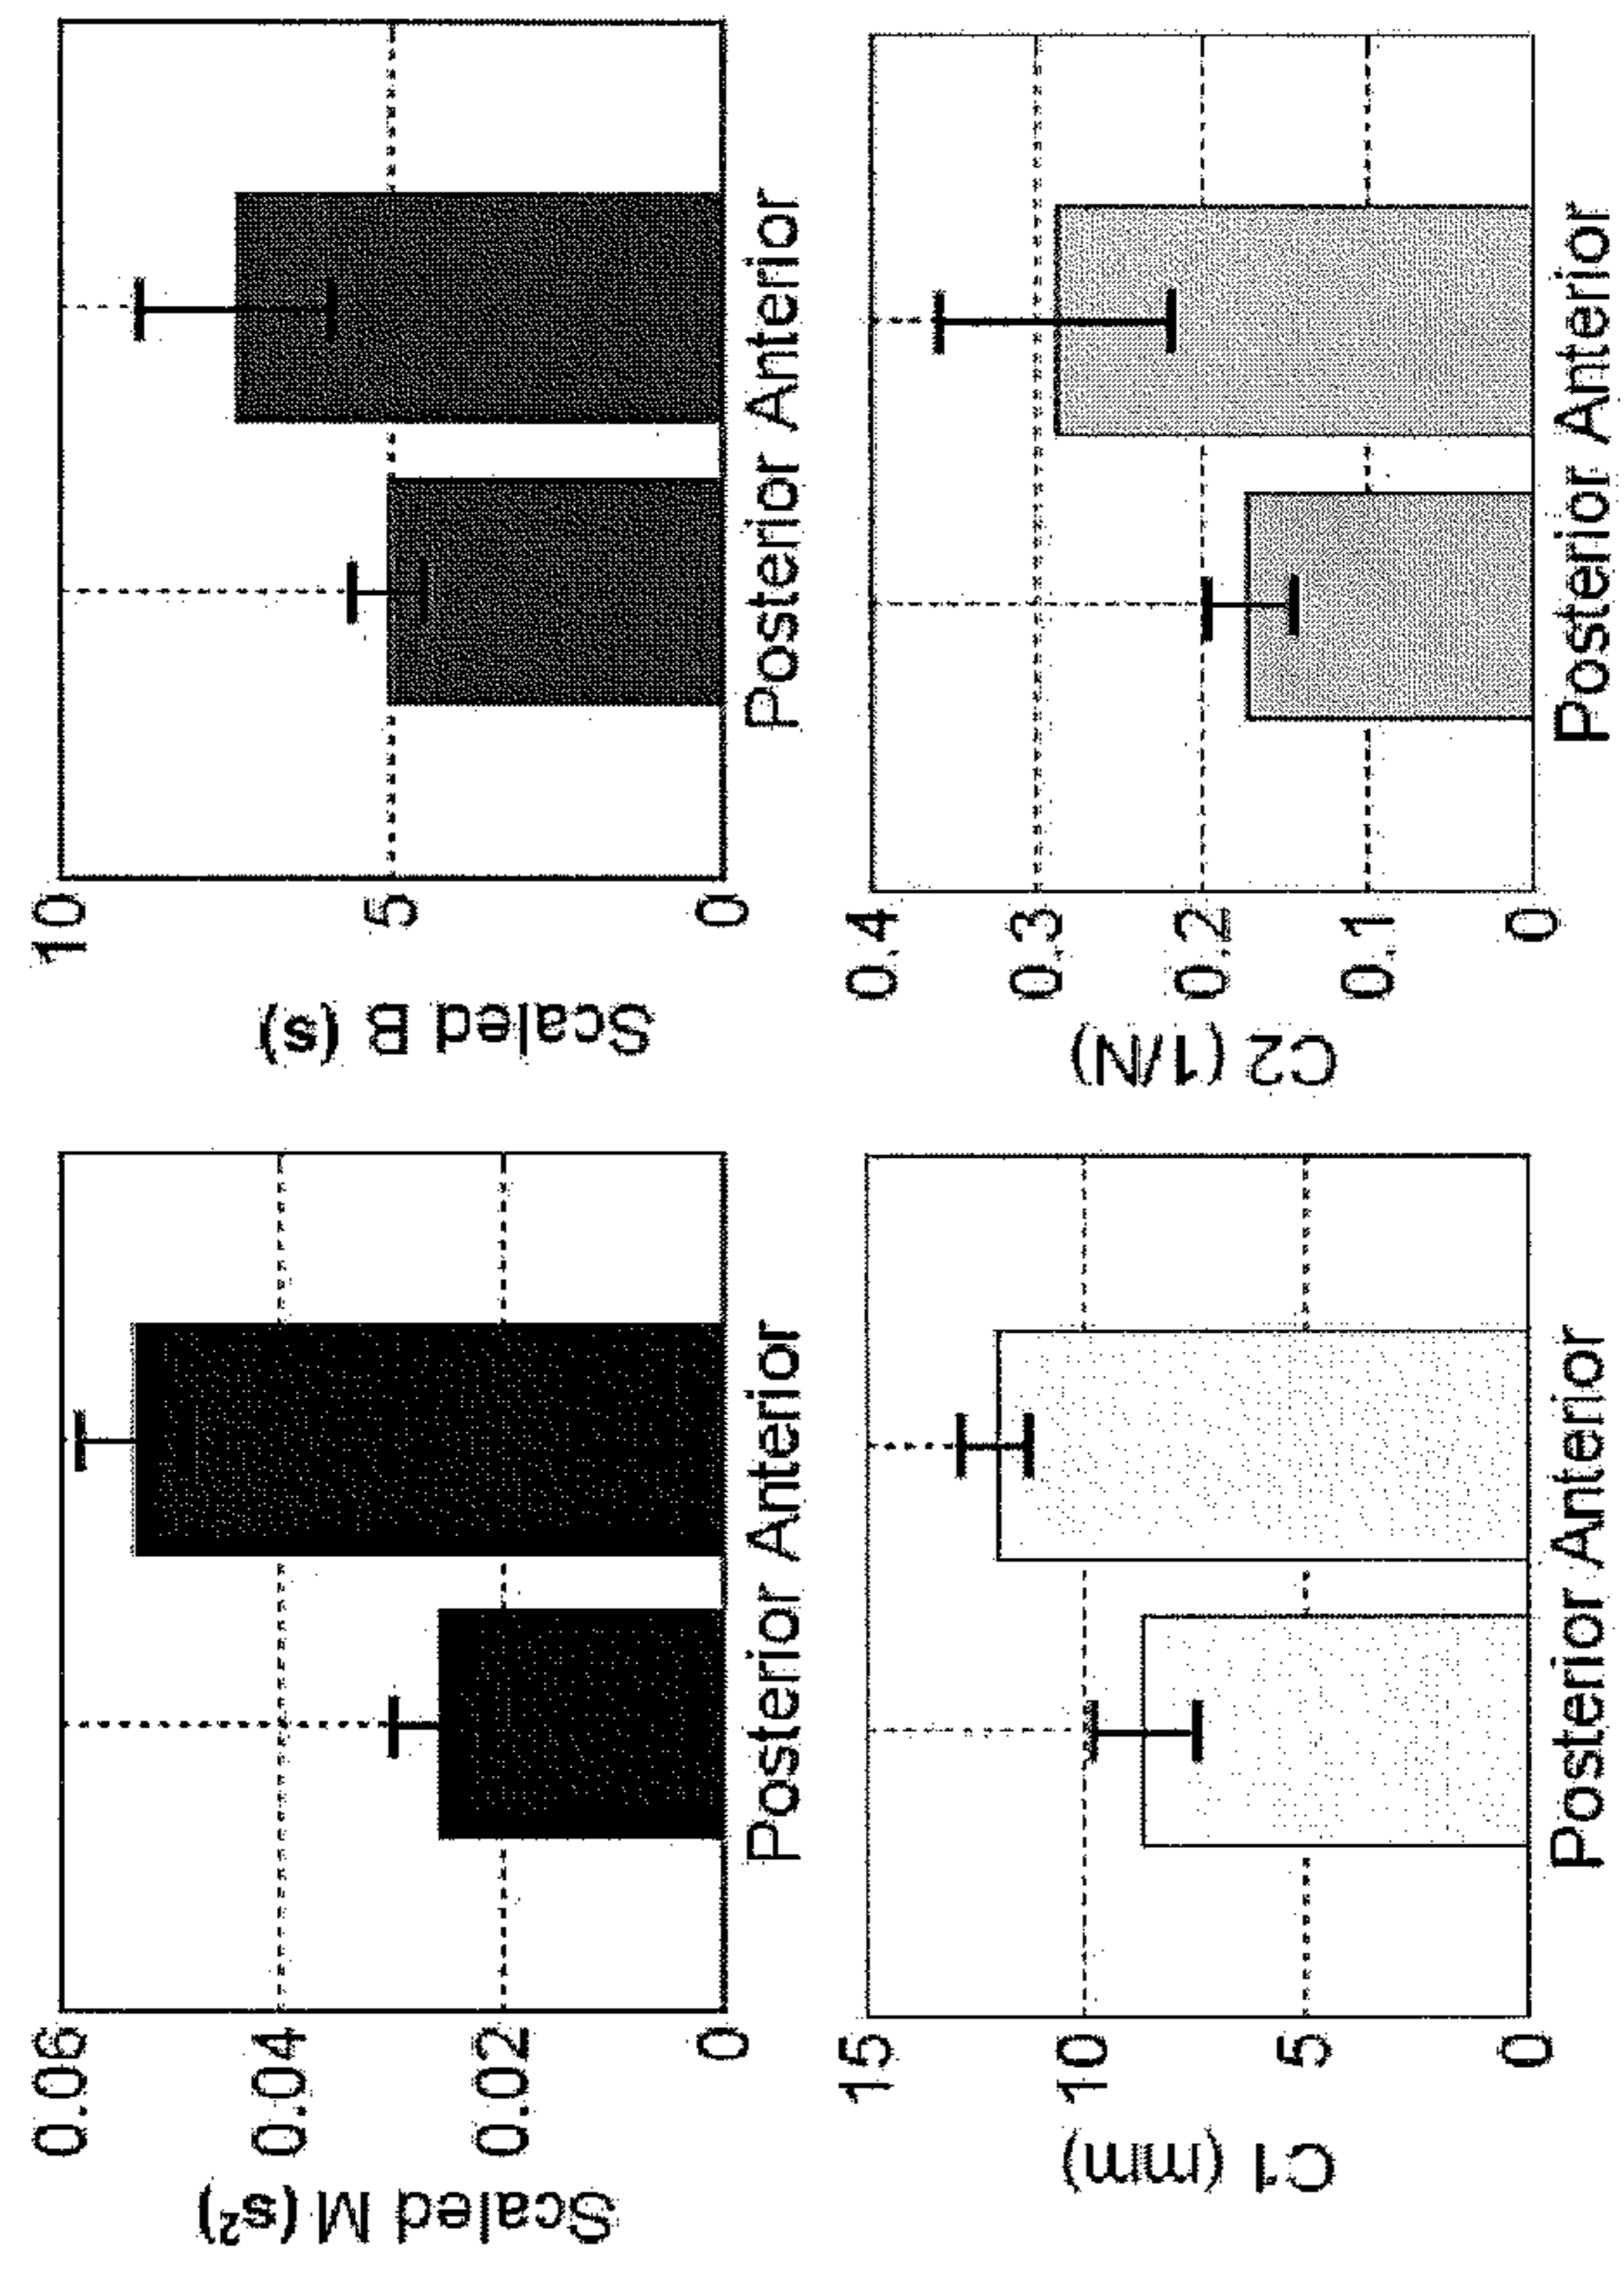 Scaled M (s²)
0.06
0.04
0.02
0
Posterior Anterior
Scaled B (s)
10
5
0
Posterior Anterior
C1 (mm)
15
10
5
0
Posterior Anterior
C2 (1/N)
0.4
0.3
0.2
0.1
0
Posterior Anterior